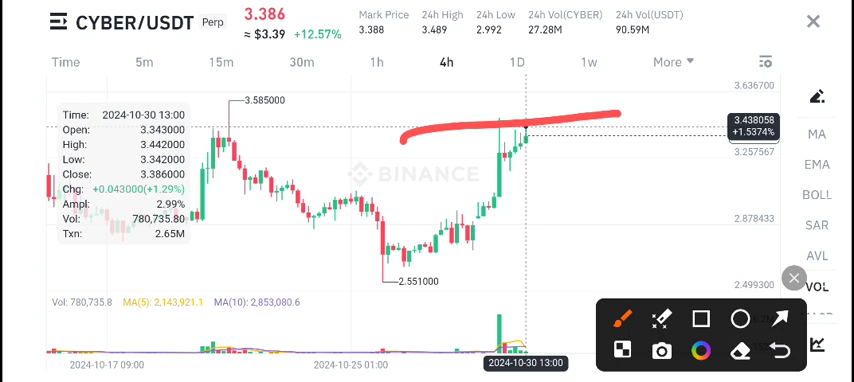 CYBER/USDT Perp
3.386
≈ $3.39 +12.57%
Mark Price 24h High 24h Low 24h Vol(CYBER) 24h Vol(USDT)
3.388 3.489 2.992 27.28M 90.59M
Time 5m 15m 30m 1h 4h 1D 1w More
3.636700
3.585000
Time: 2024-10-30 13:00
Open: 3.343000
High: 3.442000
Low: 3.342000
Close: 3.386000
Chg: +0.043000(+1.29%)
Ampl: 2.99%
Vol: 780,735.80
Txn: 2.65M
3.438058
+1.5374%
3.257567
BINANCE
2.878433
2.551000
2.499300
MA
EMA
BOLL
SAR
AVL
VOL
Vol: 780,735.8 MA(5): 2,143,921.1 MA(10): 2,853,080.6
2024-10-17 09:00 2024-10-25 01:00 2024-10-30 13:00